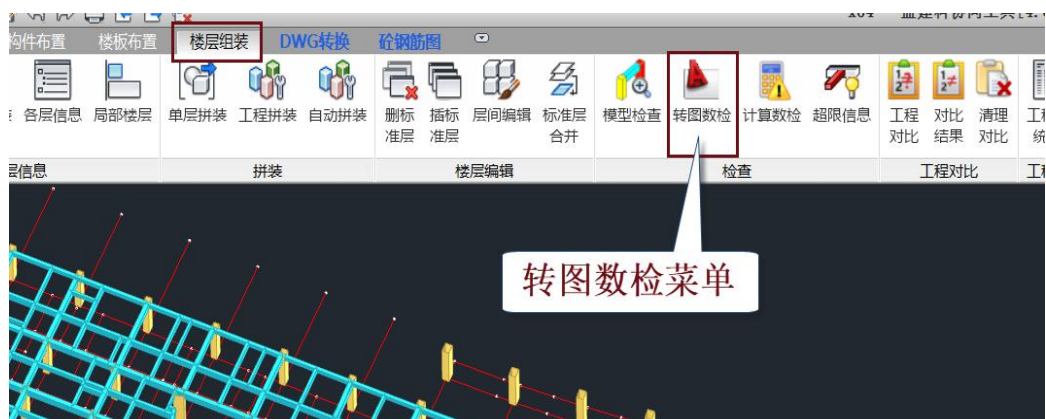 构件布置 楼板布置 楼层组装 DWG转换 砼钢筋图
各层信息 局部楼层 单层拼装 工程拼装 自动拼装 删标准层 插标准层 层间编辑 标准层合并 模型检查 转图数检 计算数检 超限信息 工程对比 对比结果 清理对比
层信息 拼装 楼层编辑 检查 工程对比
转图数检菜单